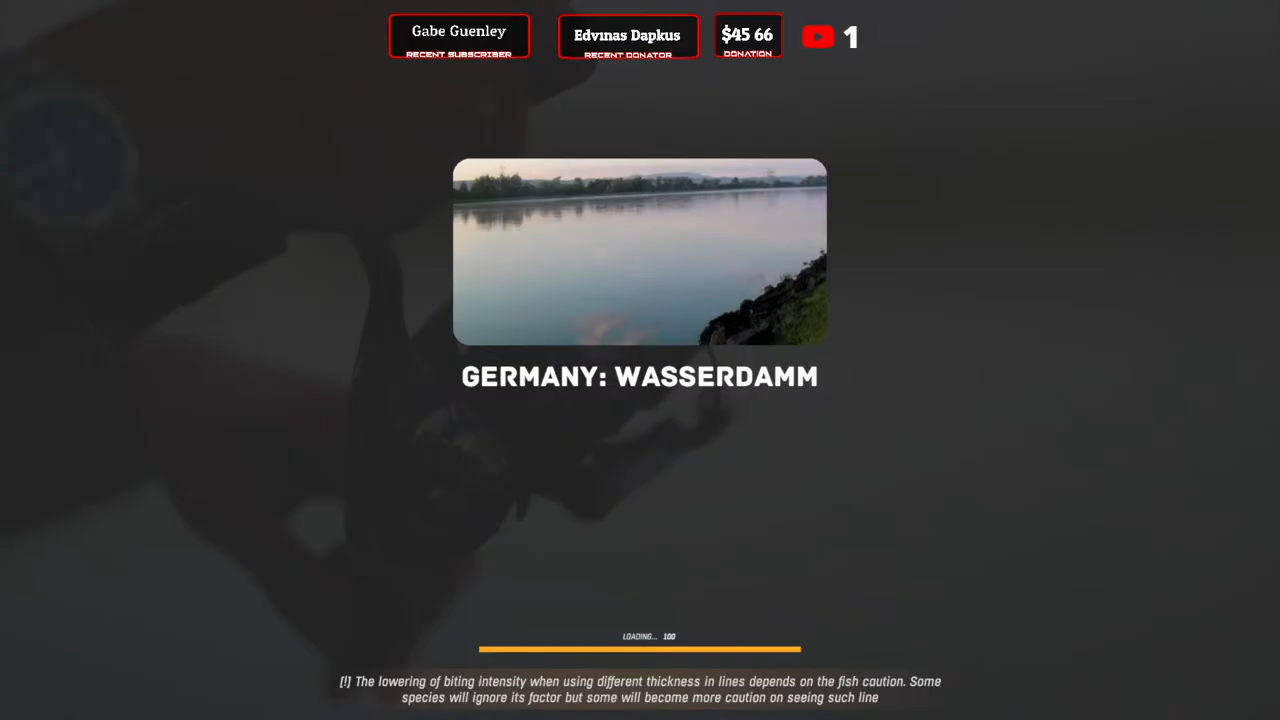 Gabe Guenley
RECENT SUBSCRIBER
Edvinas Dapkus
RECENT DONATOR
$45 66
DONATION
1
GERMANY: WASSERDAMM
LOADING... 100
[!] The lowering of biting intensity when using different thickness in lines depends on the fish caution. Some
species will ignore its factor but some will become more caution on seeing such line